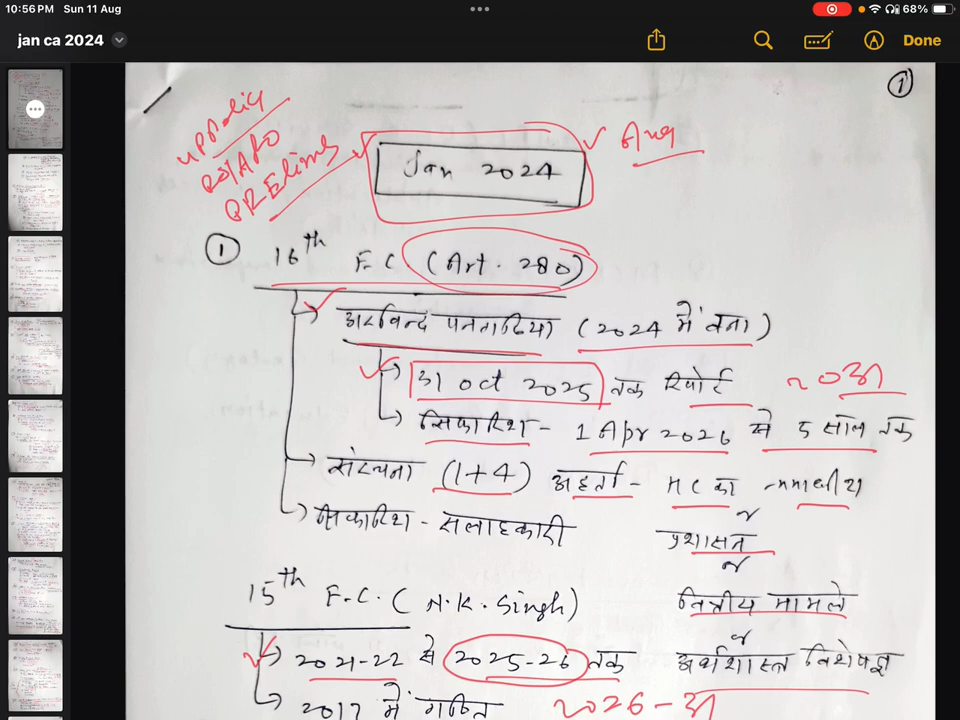 10:56 PM Sun 11 Aug
68%
jan ca 2024
Done
1
RO/ARO
PRElims
Jan 2024
Aug
① 16th F.C (Art. 280)
अरविन्द पनगढिया (2024 में बना)
31 Oct 2025 तक रिपोर्ट
2031
सिफारिश - 1 Apr 2026 से 5 साल तक
संरचना (1+4) अहर्ता - HC का न्यायाधीश
सिफारिश - सलाहकारी
प्रशासन
15th F.C. (N.K. Singh)
वित्तीय मामले
2021-22 से 2025-26 तक
अर्थशास्त्र विशेषज्ञ
2017 में गठित
2026-31